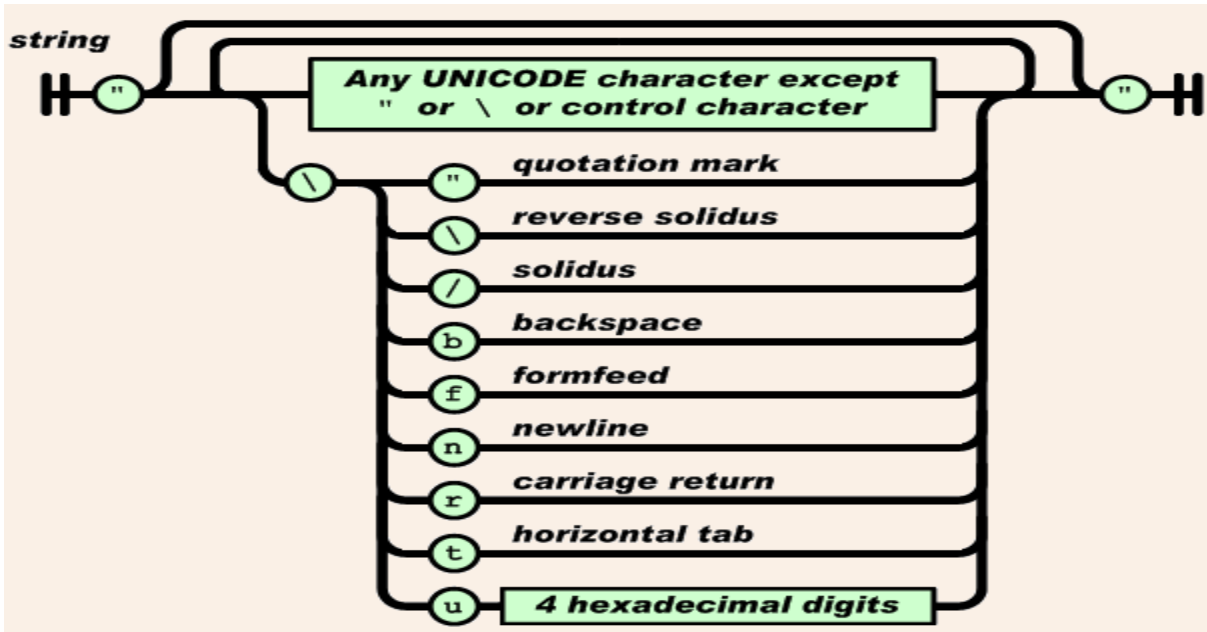 string
"
Any UNICODE character except
" or \ or control character
"
\
" quotation mark
\ reverse solidus
/ solidus
b backspace
f formfeed
n newline
r carriage return
t horizontal tab
u 4 hexadecimal digits